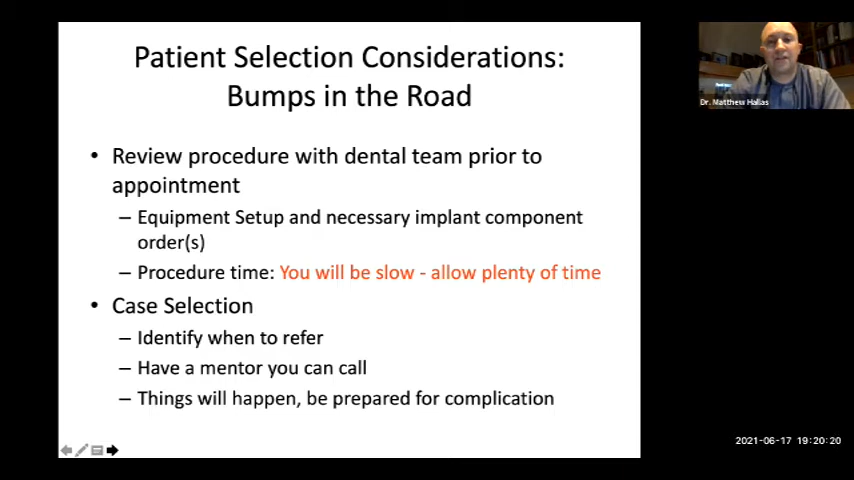 Patient Selection Considerations:
Bumps in the Road
• Review procedure with dental team prior to
appointment
– Equipment Setup and necessary implant component
order(s)
– Procedure time: You will be slow - allow plenty of time
• Case Selection
– Identify when to refer
– Have a mentor you can call
– Things will happen, be prepared for complication
Dr. Matthew Hallas
2021-06-17 19:20:20